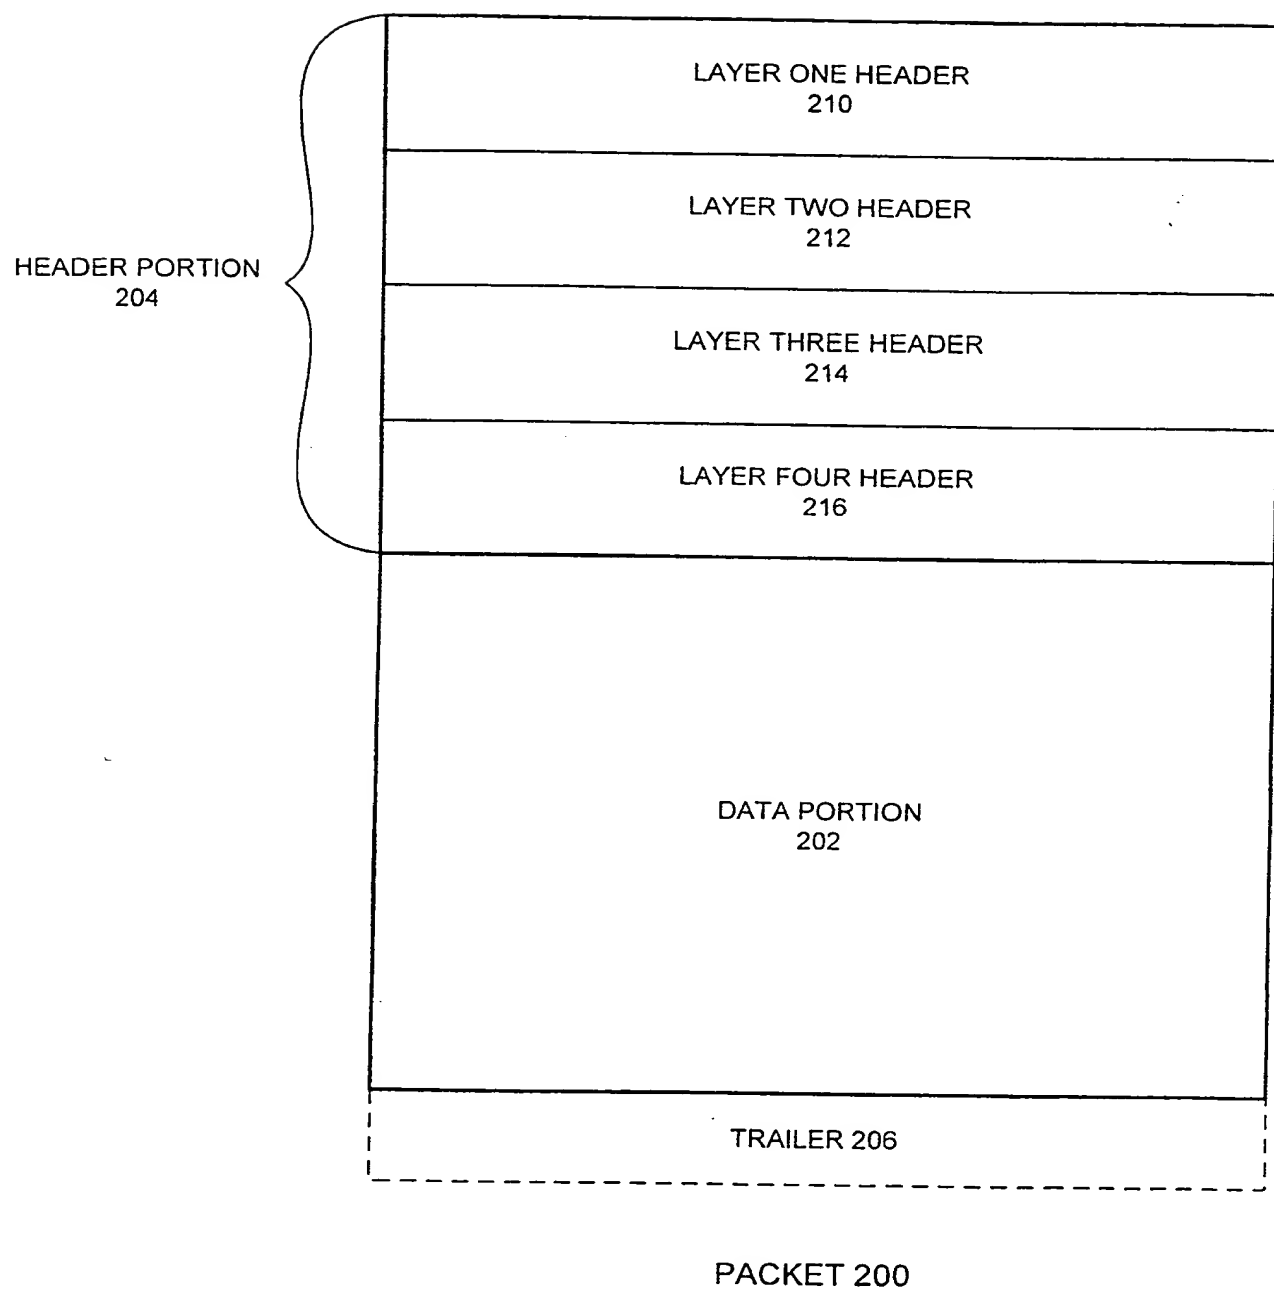 LAYER ONE HEADER
210
LAYER TWO HEADER
212
HEADER PORTION
204
LAYER THREE HEADER
214
LAYER FOUR HEADER
216
DATA PORTION
202
TRAILER 206
PACKET 200